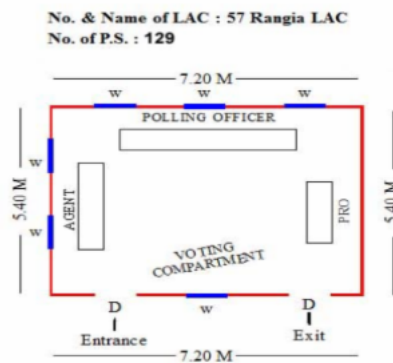 No. & Name of LAC : 57 Rangia LAC
No. of P.S. : 129
7.20 M
W W W
POLLING OFFICER
5.40 M
W
AGENT
W
VOTING
COMPARTMENT
PRO
5.40 M
D
W
D
Entrance
Exit
7.20 M